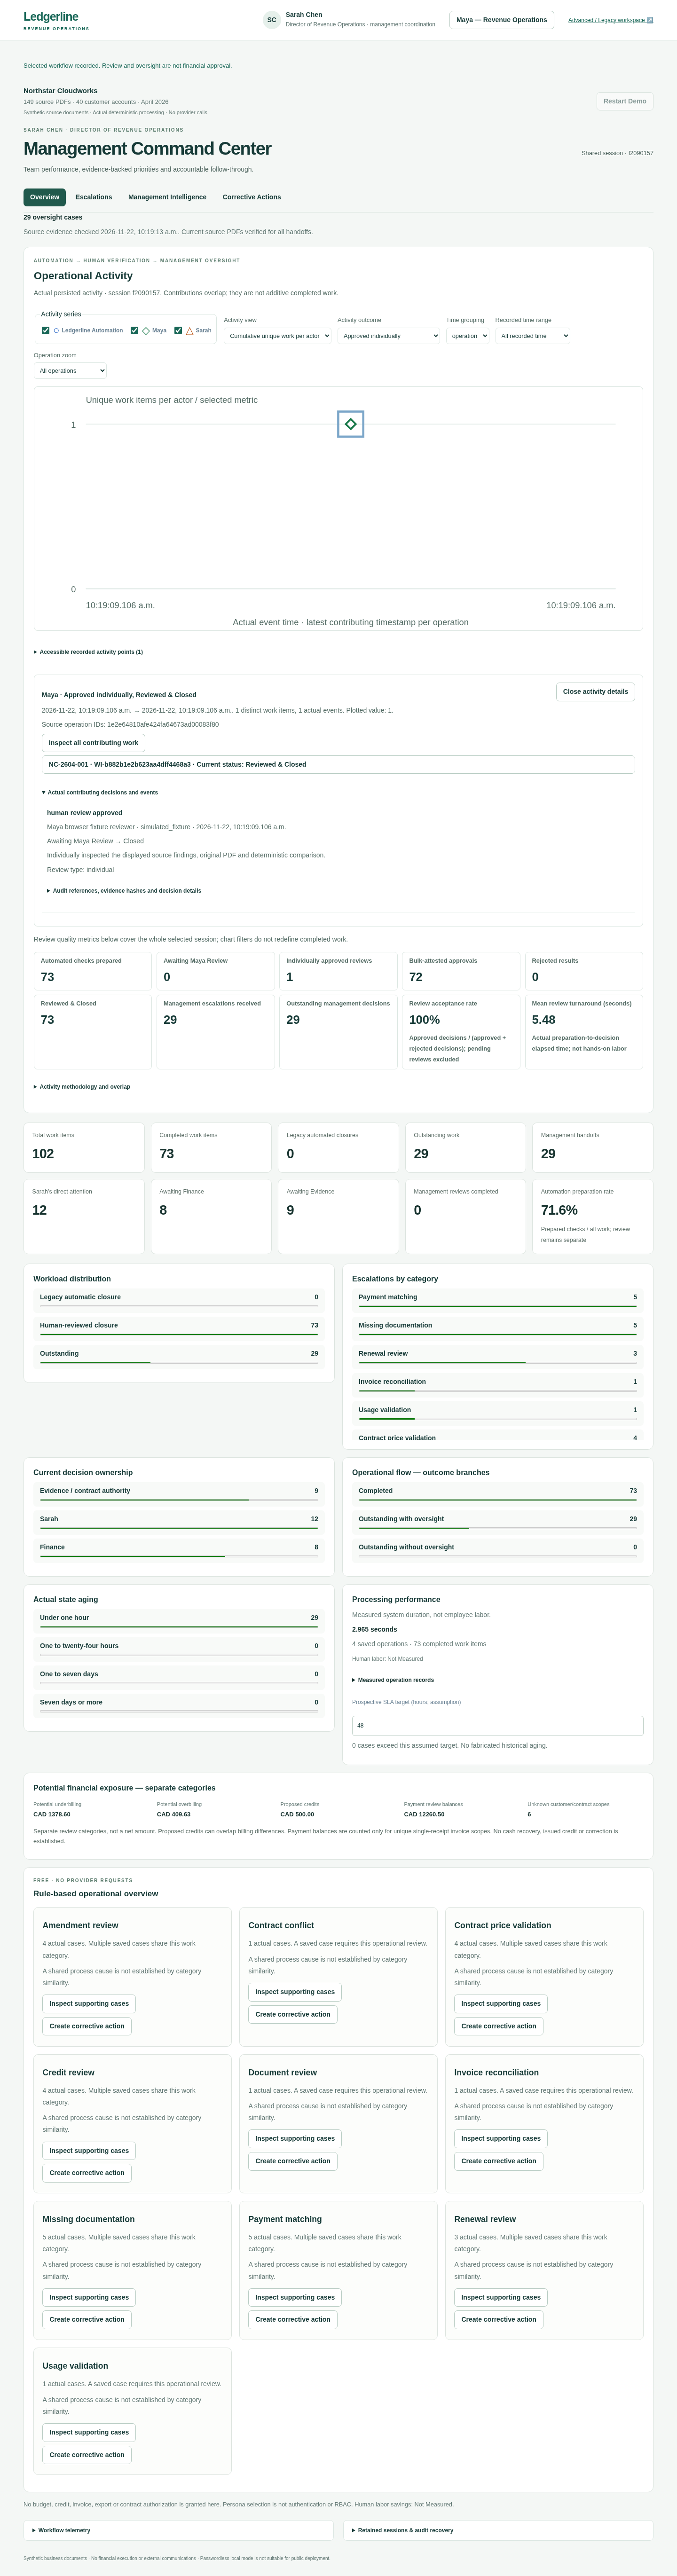 Ledgerline
REVENUE OPERATIONS
SC
Sarah Chen
Director of Revenue Operations · management coordination
Maya — Revenue Operations
Advanced / Legacy workspace
Selected workflow recorded. Review and oversight are not financial approval.
Northstar Cloudworks
149 source PDFs · 40 customer accounts · April 2026
Synthetic source documents · Actual deterministic processing · No provider calls
Restart Demo
SARAH CHEN · DIRECTOR OF REVENUE OPERATIONS
Management Command Center
Team performance, evidence-backed priorities and accountable follow-through.
Shared session · f2090157
Overview
Escalations
Management Intelligence
Corrective Actions
29 oversight cases
Source evidence checked 2026-11-22, 10:19:13 a.m.. Current source PDFs verified for all handoffs.
AUTOMATION → HUMAN VERIFICATION → MANAGEMENT OVERSIGHT
Operational Activity
Actual persisted activity · session f2090157. Contributions overlap; they are not additive completed work.
Activity series
Ledgerline Automation
Maya
Sarah
Activity view
Cumulative unique work per actor
Activity outcome
Approved individually
Time grouping
operation
Recorded time range
All recorded time
Operation zoom
All operations
Unique work items per actor / selected metric
1
0
10:19:09.106 a.m.
10:19:09.106 a.m.
Actual event time · latest contributing timestamp per operation
Accessible recorded activity points (1)
Maya · Approved individually, Reviewed & Closed
Close activity details
2026-11-22, 10:19:09.106 a.m. → 2026-11-22, 10:19:09.106 a.m.. 1 distinct work items, 1 actual events. Plotted value: 1.
Source operation IDs: 1e2e64810afe424fa64673ad00083f80
Inspect all contributing work
NC-2604-001 · WI-b882b1e2b623aa4dff4468a3 · Current status: Reviewed & Closed
Actual contributing decisions and events
human review approved
Maya browser fixture reviewer · simulated_fixture · 2026-11-22, 10:19:09.106 a.m.
Awaiting Maya Review → Closed
Individually inspected the displayed source findings, original PDF and deterministic comparison.
Review type: individual
Audit references, evidence hashes and decision details
Review quality metrics below cover the whole selected session; chart filters do not redefine completed work.
Automated checks prepared
73
Awaiting Maya Review
0
Individually approved reviews
1
Bulk-attested approvals
72
Rejected results
0
Reviewed & Closed
73
Management escalations received
29
Outstanding management decisions
29
Review acceptance rate
100%
Approved decisions / (approved +
rejected decisions); pending
reviews excluded
Mean review turnaround (seconds)
5.48
Actual preparation-to-decision
elapsed time; not hands-on labor
Activity methodology and overlap
Total work items
102
Completed work items
73
Legacy automated closures
0
Outstanding work
29
Management handoffs
29
Sarah's direct attention
12
Awaiting Finance
8
Awaiting Evidence
9
Management reviews completed
0
Automation preparation rate
71.6%
Prepared checks / all work; review
remains separate
Workload distribution
Legacy automatic closure 0
Human-reviewed closure 73
Outstanding 29
Escalations by category
Payment matching 5
Missing documentation 5
Renewal review 3
Invoice reconciliation 1
Usage validation 1
Contract price validation 4
Current decision ownership
Evidence / contract authority 9
Sarah 12
Finance 8
Operational flow — outcome branches
Completed 73
Outstanding with oversight 29
Outstanding without oversight 0
Actual state aging
Under one hour 29
One to twenty-four hours 0
One to seven days 0
Seven days or more 0
Processing performance
Measured system duration, not employee labor.
2.965 seconds
4 saved operations · 73 completed work items
Human labor: Not Measured
Measured operation records
Prospective SLA target (hours; assumption)
48
0 cases exceed this assumed target. No fabricated historical aging.
Potential financial exposure — separate categories
Potential underbilling
CAD 1378.60
Potential overbilling
CAD 409.63
Proposed credits
CAD 500.00
Payment review balances
CAD 12260.50
Unknown customer/contract scopes
6
Separate review categories, not a net amount. Proposed credits can overlap billing differences. Payment balances are counted only for unique single-receipt invoice scopes. No cash recovery, issued credit or correction is
established.
FREE · NO PROVIDER REQUESTS
Rule-based operational overview
Amendment review
4 actual cases. Multiple saved cases share this work
category.
A shared process cause is not established by category
similarity.
Inspect supporting cases
Create corrective action
Contract conflict
1 actual cases. A saved case requires this operational review.
A shared process cause is not established by category
similarity.
Inspect supporting cases
Create corrective action
Contract price validation
4 actual cases. Multiple saved cases share this work
category.
A shared process cause is not established by category
similarity.
Inspect supporting cases
Create corrective action
Credit review
4 actual cases. Multiple saved cases share this work
category.
A shared process cause is not established by category
similarity.
Inspect supporting cases
Create corrective action
Document review
1 actual cases. A saved case requires this operational review.
A shared process cause is not established by category
similarity.
Inspect supporting cases
Create corrective action
Invoice reconciliation
1 actual cases. A saved case requires this operational review.
A shared process cause is not established by category
similarity.
Inspect supporting cases
Create corrective action
Missing documentation
5 actual cases. Multiple saved cases share this work
category.
A shared process cause is not established by category
similarity.
Inspect supporting cases
Create corrective action
Payment matching
5 actual cases. Multiple saved cases share this work
category.
A shared process cause is not established by category
similarity.
Inspect supporting cases
Create corrective action
Renewal review
3 actual cases. Multiple saved cases share this work
category.
A shared process cause is not established by category
similarity.
Inspect supporting cases
Create corrective action
Usage validation
1 actual cases. A saved case requires this operational review.
A shared process cause is not established by category
similarity.
Inspect supporting cases
Create corrective action
No budget, credit, invoice, export or contract authorization is granted here. Persona selection is not authentication or RBAC. Human labor savings: Not Measured.
Workflow telemetry
Retained sessions & audit recovery
Synthetic business documents · No financial execution or external communications · Passwordless local mode is not suitable for public deployment.